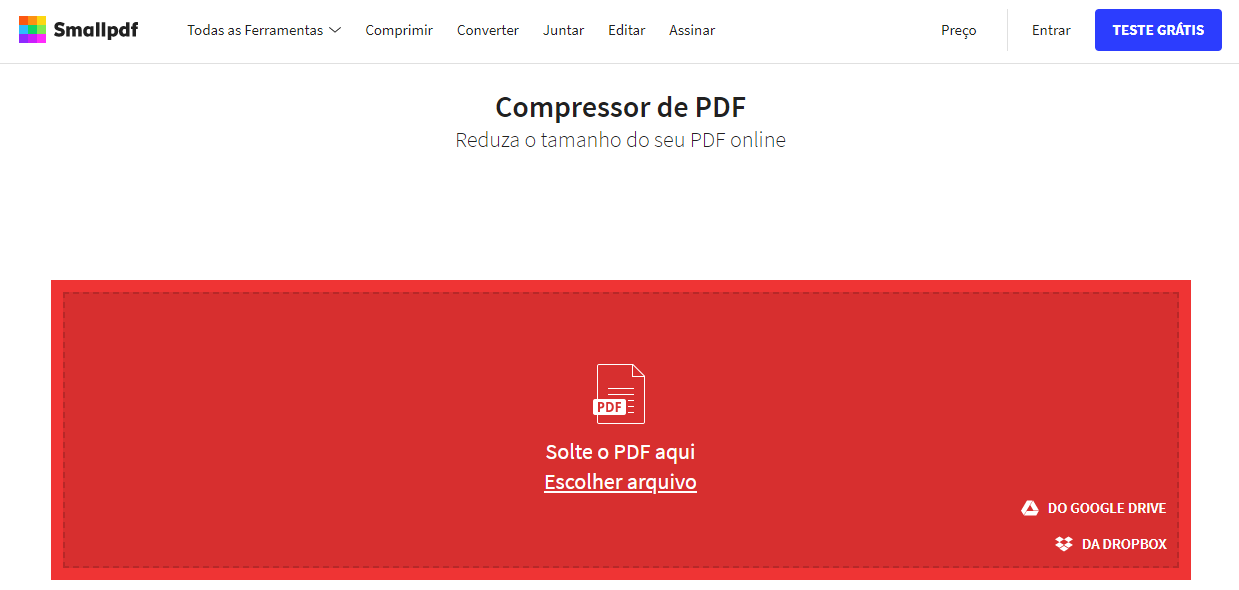 Smallpdf
Todas as Ferramentas
Comprimir
Converter
Juntar
Editar
Assinar
Preço
Entrar
TESTE GRÁTIS
Compressor de PDF
Reduza o tamanho do seu PDF online
PDF
Solte o PDF aqui
Escolher arquivo
DO GOOGLE DRIVE
DA DROPBOX